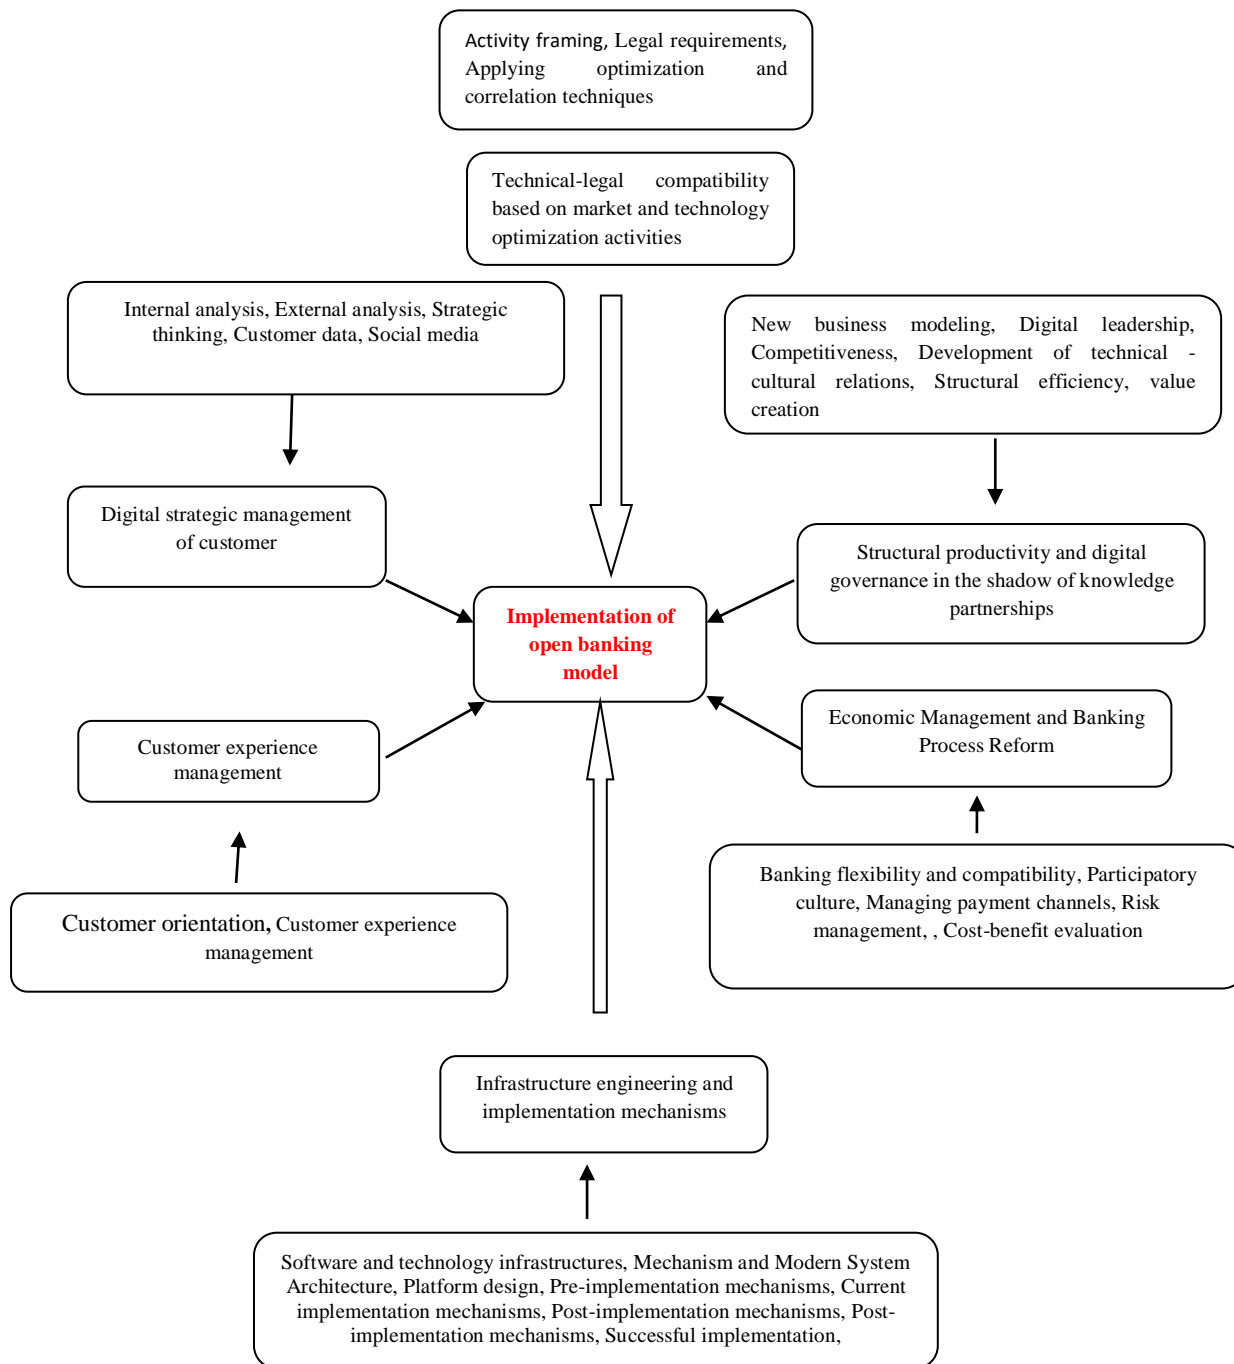 Activity framing, Legal requirements,
Applying optimization and
correlation techniques
Technical-legal compatibility
based on market and technology
optimization activities
Internal analysis, External analysis, Strategic
thinking, Customer data, Social media
New business modeling, Digital leadership,
Competitiveness, Development of technical -
cultural relations, Structural efficiency, value
creation
Digital strategic management
of customer
Structural productivity and digital
governance in the shadow of knowledge
partnerships
Implementation of
open banking
model
Customer experience
management
Economic Management and Banking
Process Reform
Customer orientation, Customer experience
management
Banking flexibility and compatibility, Participatory
culture, Managing payment channels, Risk
management, , Cost-benefit evaluation
Infrastructure engineering and
implementation mechanisms
Software and technology infrastructures, Mechanism and Modern System
Architecture, Platform design, Pre-implementation mechanisms, Current
implementation mechanisms, Post-implementation mechanisms, Post-
implementation mechanisms, Successful implementation,